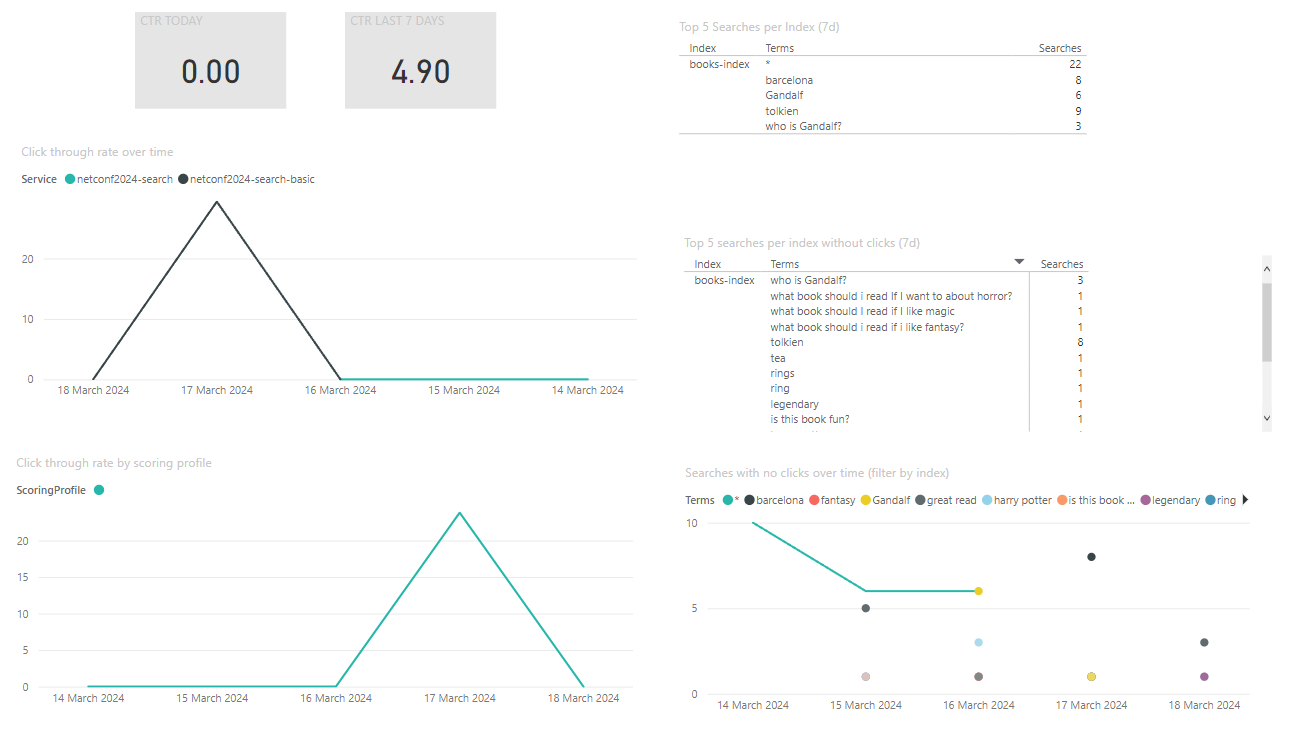 CTR TODAY
0.00
CTR LAST 7 DAYS
4.90
Click through rate over time
Service netconf2024-search netconf2024-search-basic
20
10
0
18 March 2024 17 March 2024 16 March 2024 15 March 2024 14 March 2024
Click through rate by scoring profile
ScoringProfile
20
15
10
5
0
14 March 2024 15 March 2024 16 March 2024 17 March 2024 18 March 2024
Top 5 Searches per Index (7d)
Index Terms Searches
books-index * 22
barcelona 8
Gandalf 6
tolkien 9
who is Gandalf? 3
Top 5 searches per index without clicks (7d)
Index Terms Searches
books-index who is Gandalf? 3
what book should i read If I want to about horror? 1
what book should I read if I like magic 1
what book should i read if i like fantasy? 1
tolkien 8
tea 1
rings 1
ring 1
legendary 1
is this book fun? 1
Searches with no clicks over time (filter by index)
Terms * barcelona fantasy Gandalf great read harry potter is this book ... legendary ring
10
5
0
14 March 2024 15 March 2024 16 March 2024 17 March 2024 18 March 2024